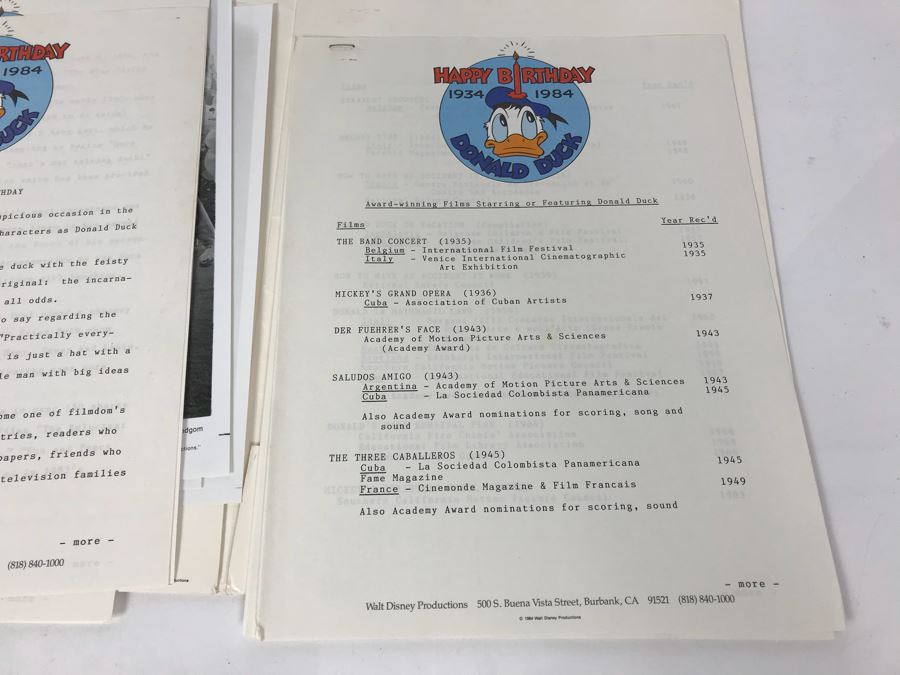 RTHDAY
1984
DUCK
HDAY
spicious occasion in the
haracters as Donald Duck
e duck with the feisty
riginal: the incarna-
all odds.
o say regarding the
"Practically every-
is just a hat with a
le man with big ideas
ome one of filmdom's
tries, readers who
papers, friends who
television families
- more -
(818) 840-1000
HAPPY BIRTHDAY
1934 1984
DONALD DUCK
Award-winning Films Starring or Featuring Donald Duck
Films Year Rec'd
THE BAND CONCERT (1935)
Belgium - International Film Festival 1935
Italy - Venice International Cinematographic 1935
Art Exhibition
MICKEY'S GRAND OPERA (1936)
Cuba - Association of Cuban Artists 1937
DER FUEHRER'S FACE (1943)
Academy of Motion Picture Arts & Sciences 1943
(Academy Award)
SALUDOS AMIGO (1943)
Argentina - Academy of Motion Picture Arts & Sciences 1943
Cuba - La Sociedad Colombista Panamericana 1945
Also Academy Award nominations for scoring, song and
sound
THE THREE CABALLEROS (1945)
Cuba - La Sociedad Colombista Panamericana 1945
Fame Magazine
France - Cinemonde Magazine & Film Francais 1949
Also Academy Award nominations for scoring, sound
- more -
Walt Disney Productions 500 S. Buena Vista Street, Burbank, CA 91521 (818) 840-1000
© 1984 Walt Disney Productions